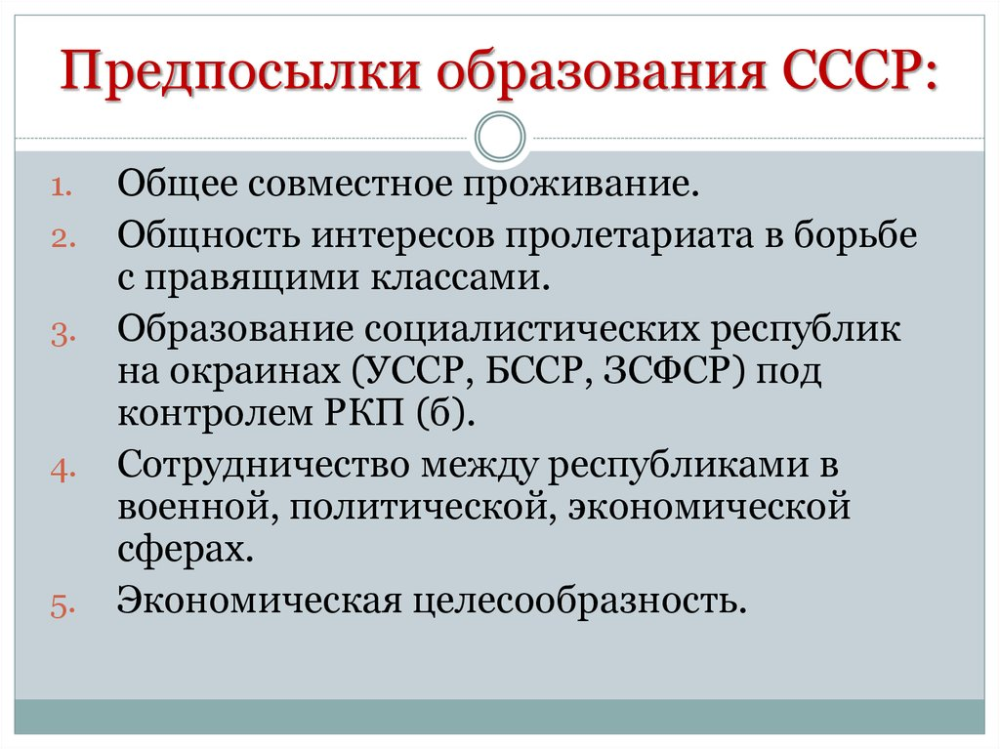 Предпосылки образования СССР:
1. Общее совместное проживание.
2. Общность интересов пролетариата в борьбе
с правящими классами.
3. Образование социалистических республик
на окраинах (УССР, БССР, ЗСФСР) под
контролем РКП (б).
4. Сотрудничество между республиками в
военной, политической, экономической
сферах.
5. Экономическая целесообразность.